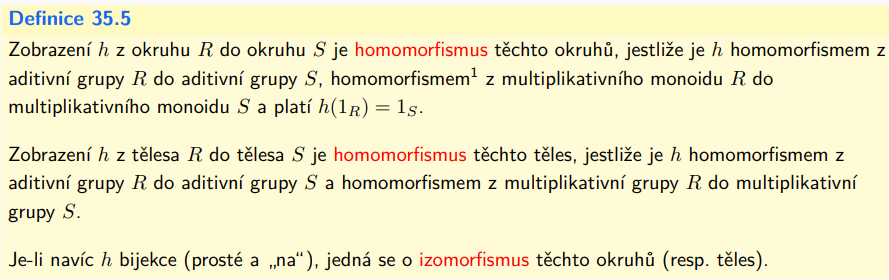 Definice 35.5
Zobrazení h z okruhu R do okruhu S je homomorfismus těchto okruhů, jestliže je h homomorfismem z
aditivní grupy R do aditivní grupy S, homomorfismem¹ z multiplikativního monoidu R do
multiplikativního monoidu S a platí h(1_R) = 1_S.
Zobrazení h z tělesa R do tělesa S je homomorfismus těchto těles, jestliže je h homomorfismem z
aditivní grupy R do aditivní grupy S a homomorfismem z multiplikativní grupy R do multiplikativní
grupy S.
Je-li navíc h bijekce (prosté a „na“), jedná se o izomorfismus těchto okruhů (resp. těles).